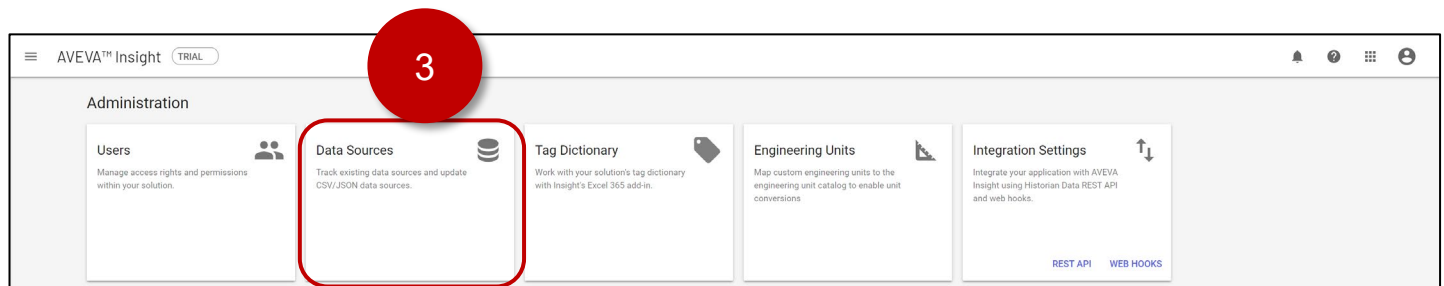 AVEVA™ Insight TRIAL
3
Administration
Users
Manage access rights and permissions
within your solution.
Data Sources
Track existing data sources and update
CSV/JSON data sources.
Tag Dictionary
Work with your solution's tag dictionary
with Insight's Excel 365 add-in.
Engineering Units
Map custom engineering units to the
engineering unit catalog to enable unit
conversions
Integration Settings
Integrate your application with AVEVA
Insight using Historian Data REST API
and web hooks.
REST API WEB HOOKS